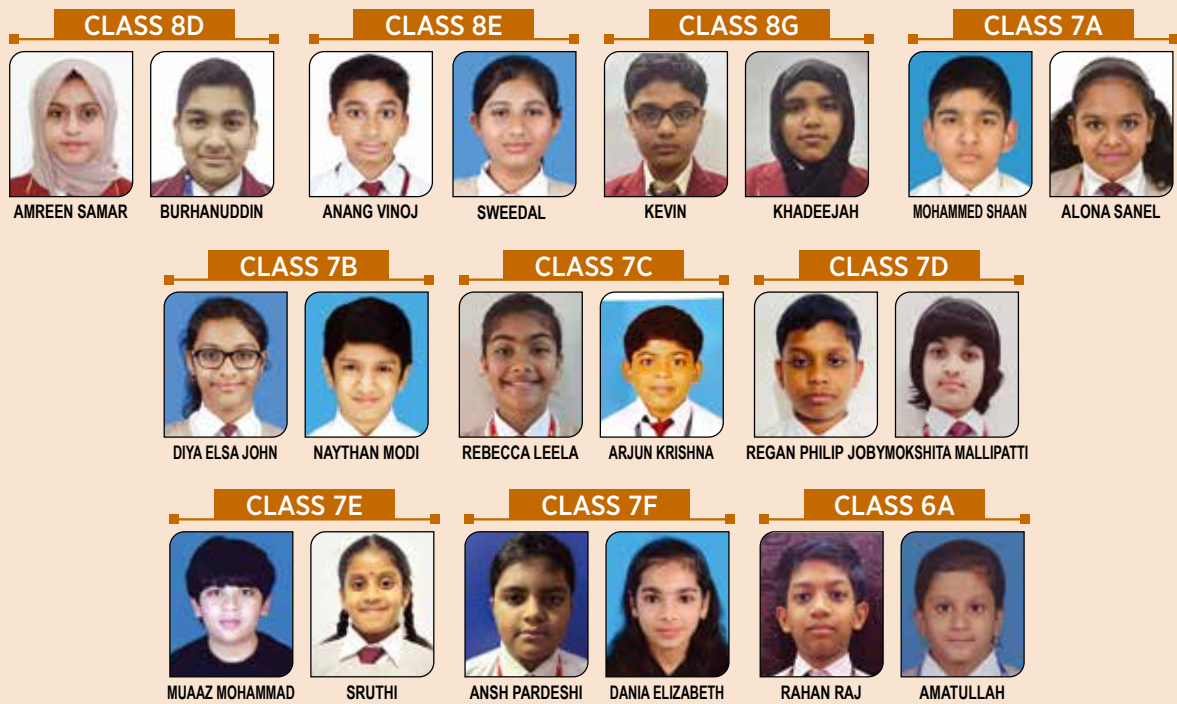 CLASS 8D
CLASS 8E
CLASS 8G
CLASS 7A
AMREEN SAMAR
BURHANUDDIN
ANANG VINOJ
SWEEDAL
KEVIN
KHADEEJAH
MOHAMMED SHAAN
ALONA SANEL
CLASS 7B
CLASS 7C
CLASS 7D
DIYA ELSA JOHN
NAYTHAN MODI
REBECCA LEELA
ARJUN KRISHNA
REGAN PHILIP JOBY
MOKSHITA MALLIPATTI
CLASS 7E
CLASS 7F
CLASS 6A
MUAAZ MOHAMMAD
SRUTHI
ANSH PARDESHI
DANIA ELIZABETH
RAHAN RAJ
AMATULLAH